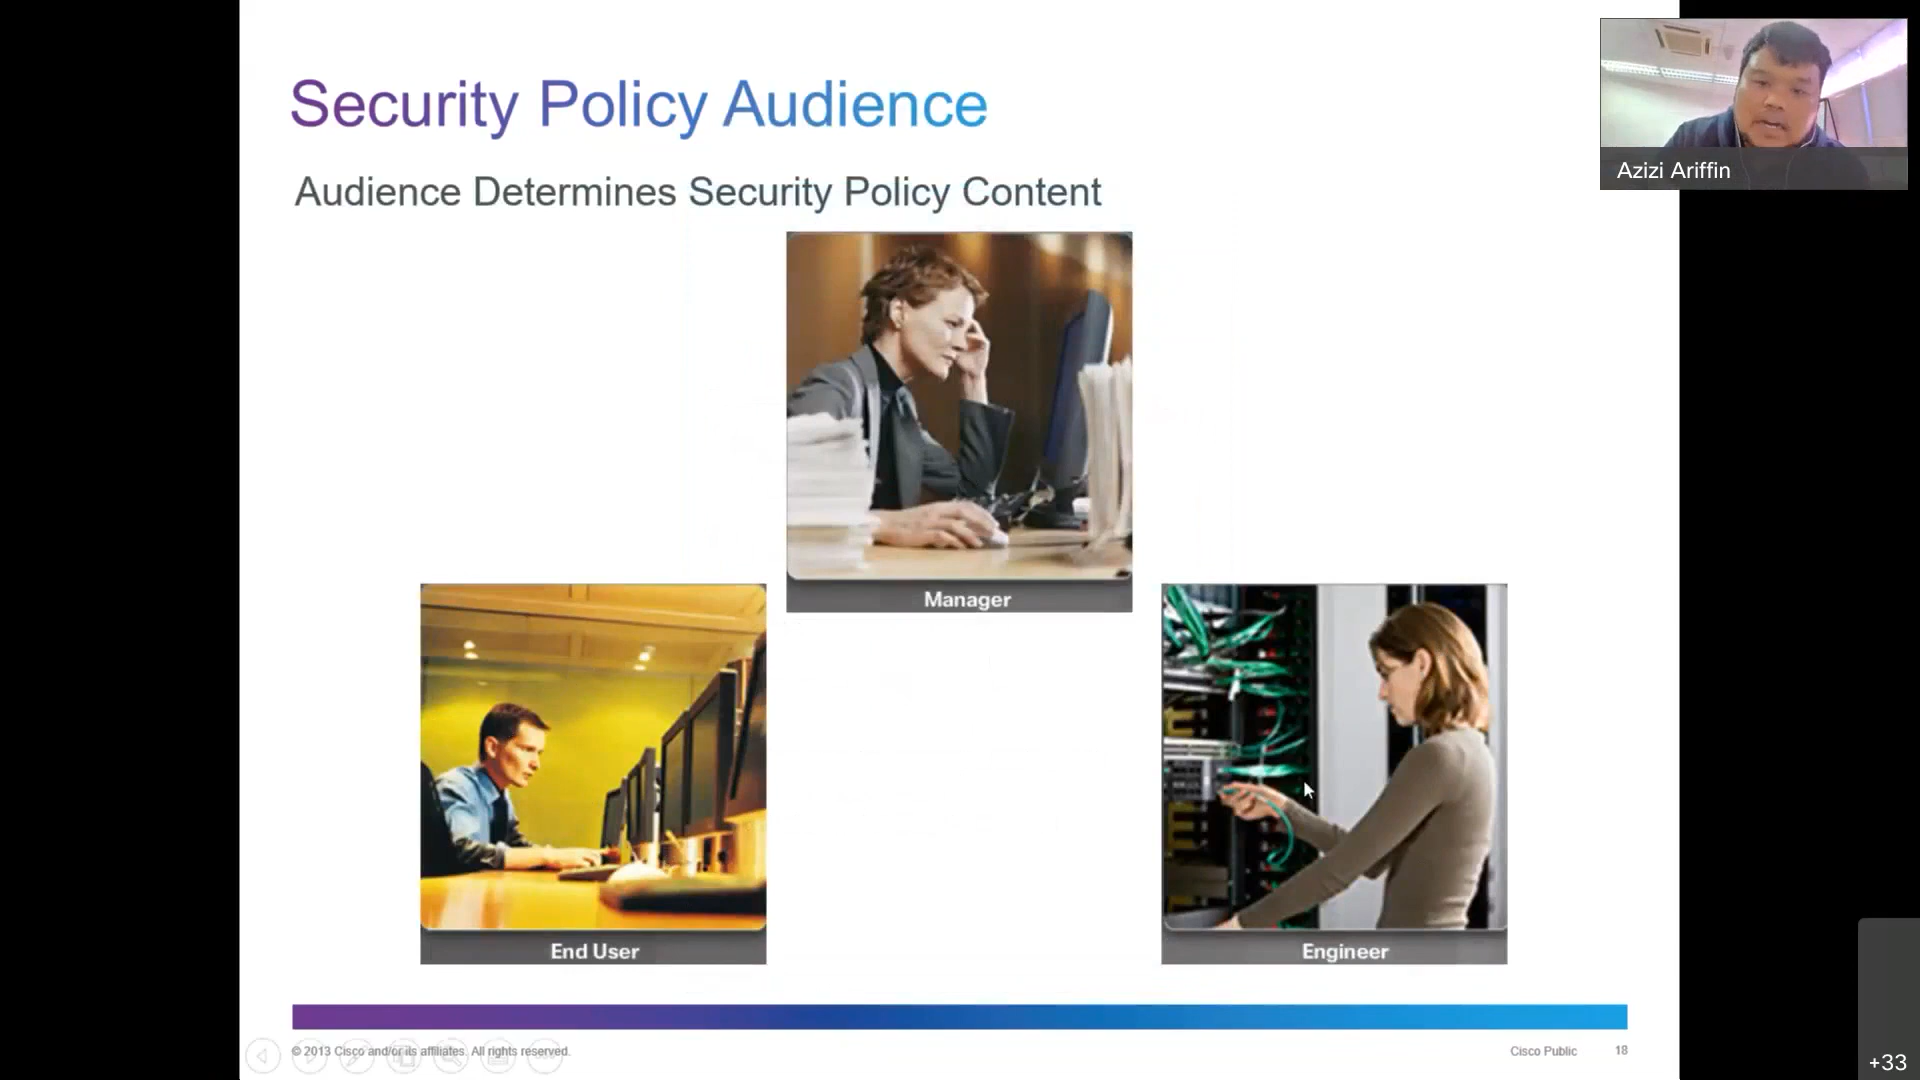 Security Policy Audience
Azizi Ariffin
Audience Determines Security Policy Content
Manager
End User
Engineer
© 2013 Cisco and/or its affiliates. All rights reserved.
Cisco Public
18
+33